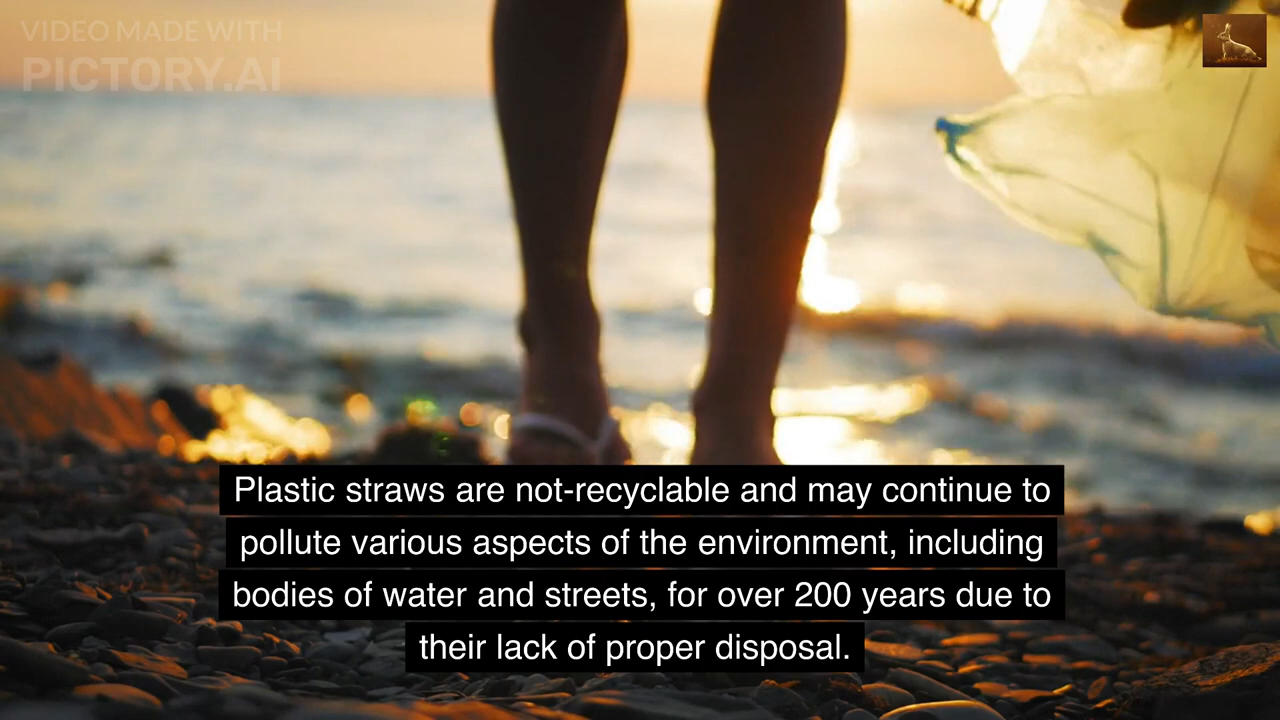 VIDEO MADE WITH
PICTORY.AI
Plastic straws are not-recyclable and may continue to
pollute various aspects of the environment, including
bodies of water and streets, for over 200 years due to
their lack of proper disposal.